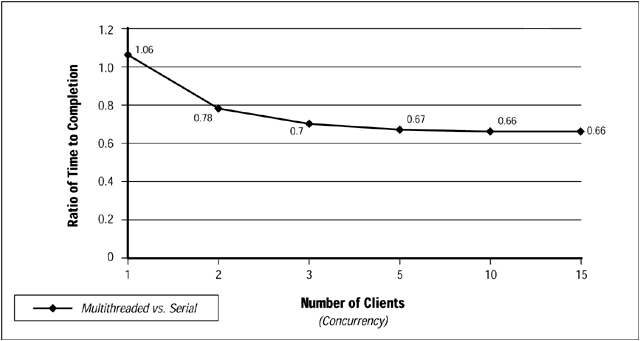 1.2
1.0
0.8
0.6
0.4
0.2
0
Ratio of Time to Completion
1.06
0.78
0.7
0.67
0.66
0.66
1 2 3 5 10 15
Number of Clients
(Concurrency)
Multithreaded vs. Serial